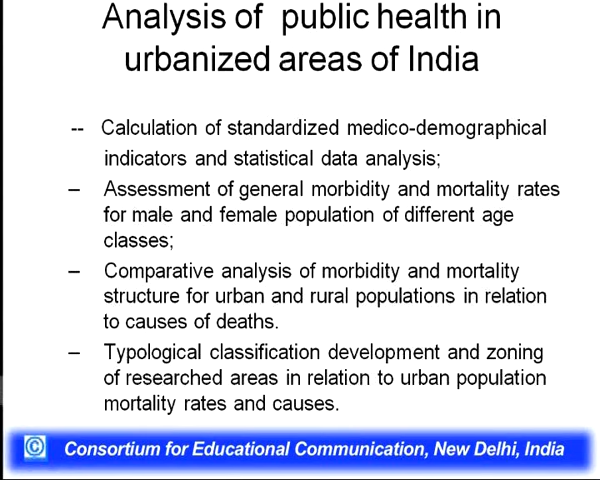 Analysis of public health in
urbanized areas of India
-- Calculation of standardized medico-demographical
indicators and statistical data analysis;
– Assessment of general morbidity and mortality rates
for male and female population of different age
classes;
– Comparative analysis of morbidity and mortality
structure for urban and rural populations in relation
to causes of deaths.
– Typological classification development and zoning
of researched areas in relation to urban population
mortality rates and causes.
© Consortium for Educational Communication, New Delhi, India